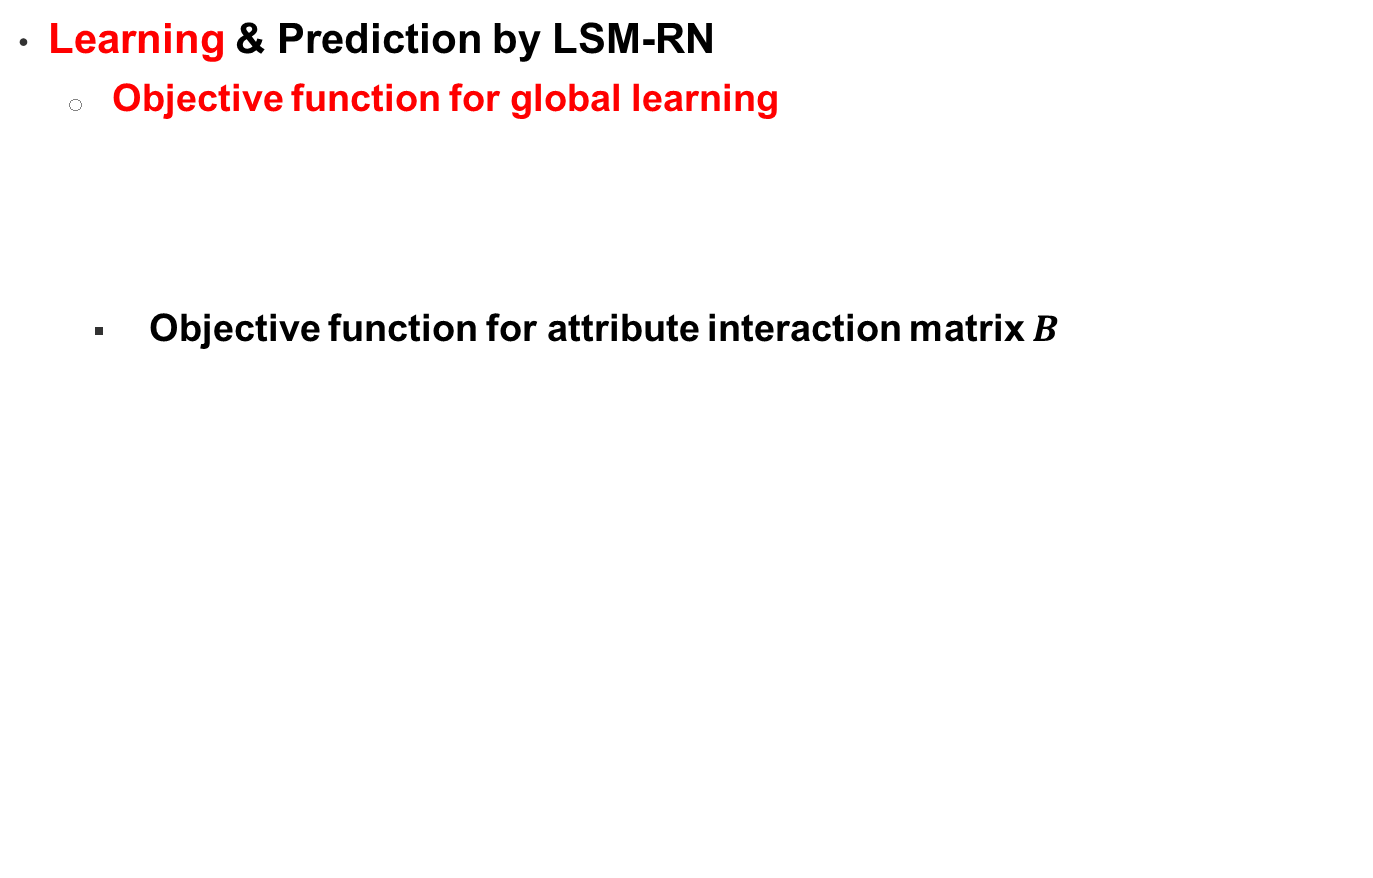 • Learning & Prediction by LSM-RN
○ Objective function for global learning
▪ Objective function for attribute interaction matrix B